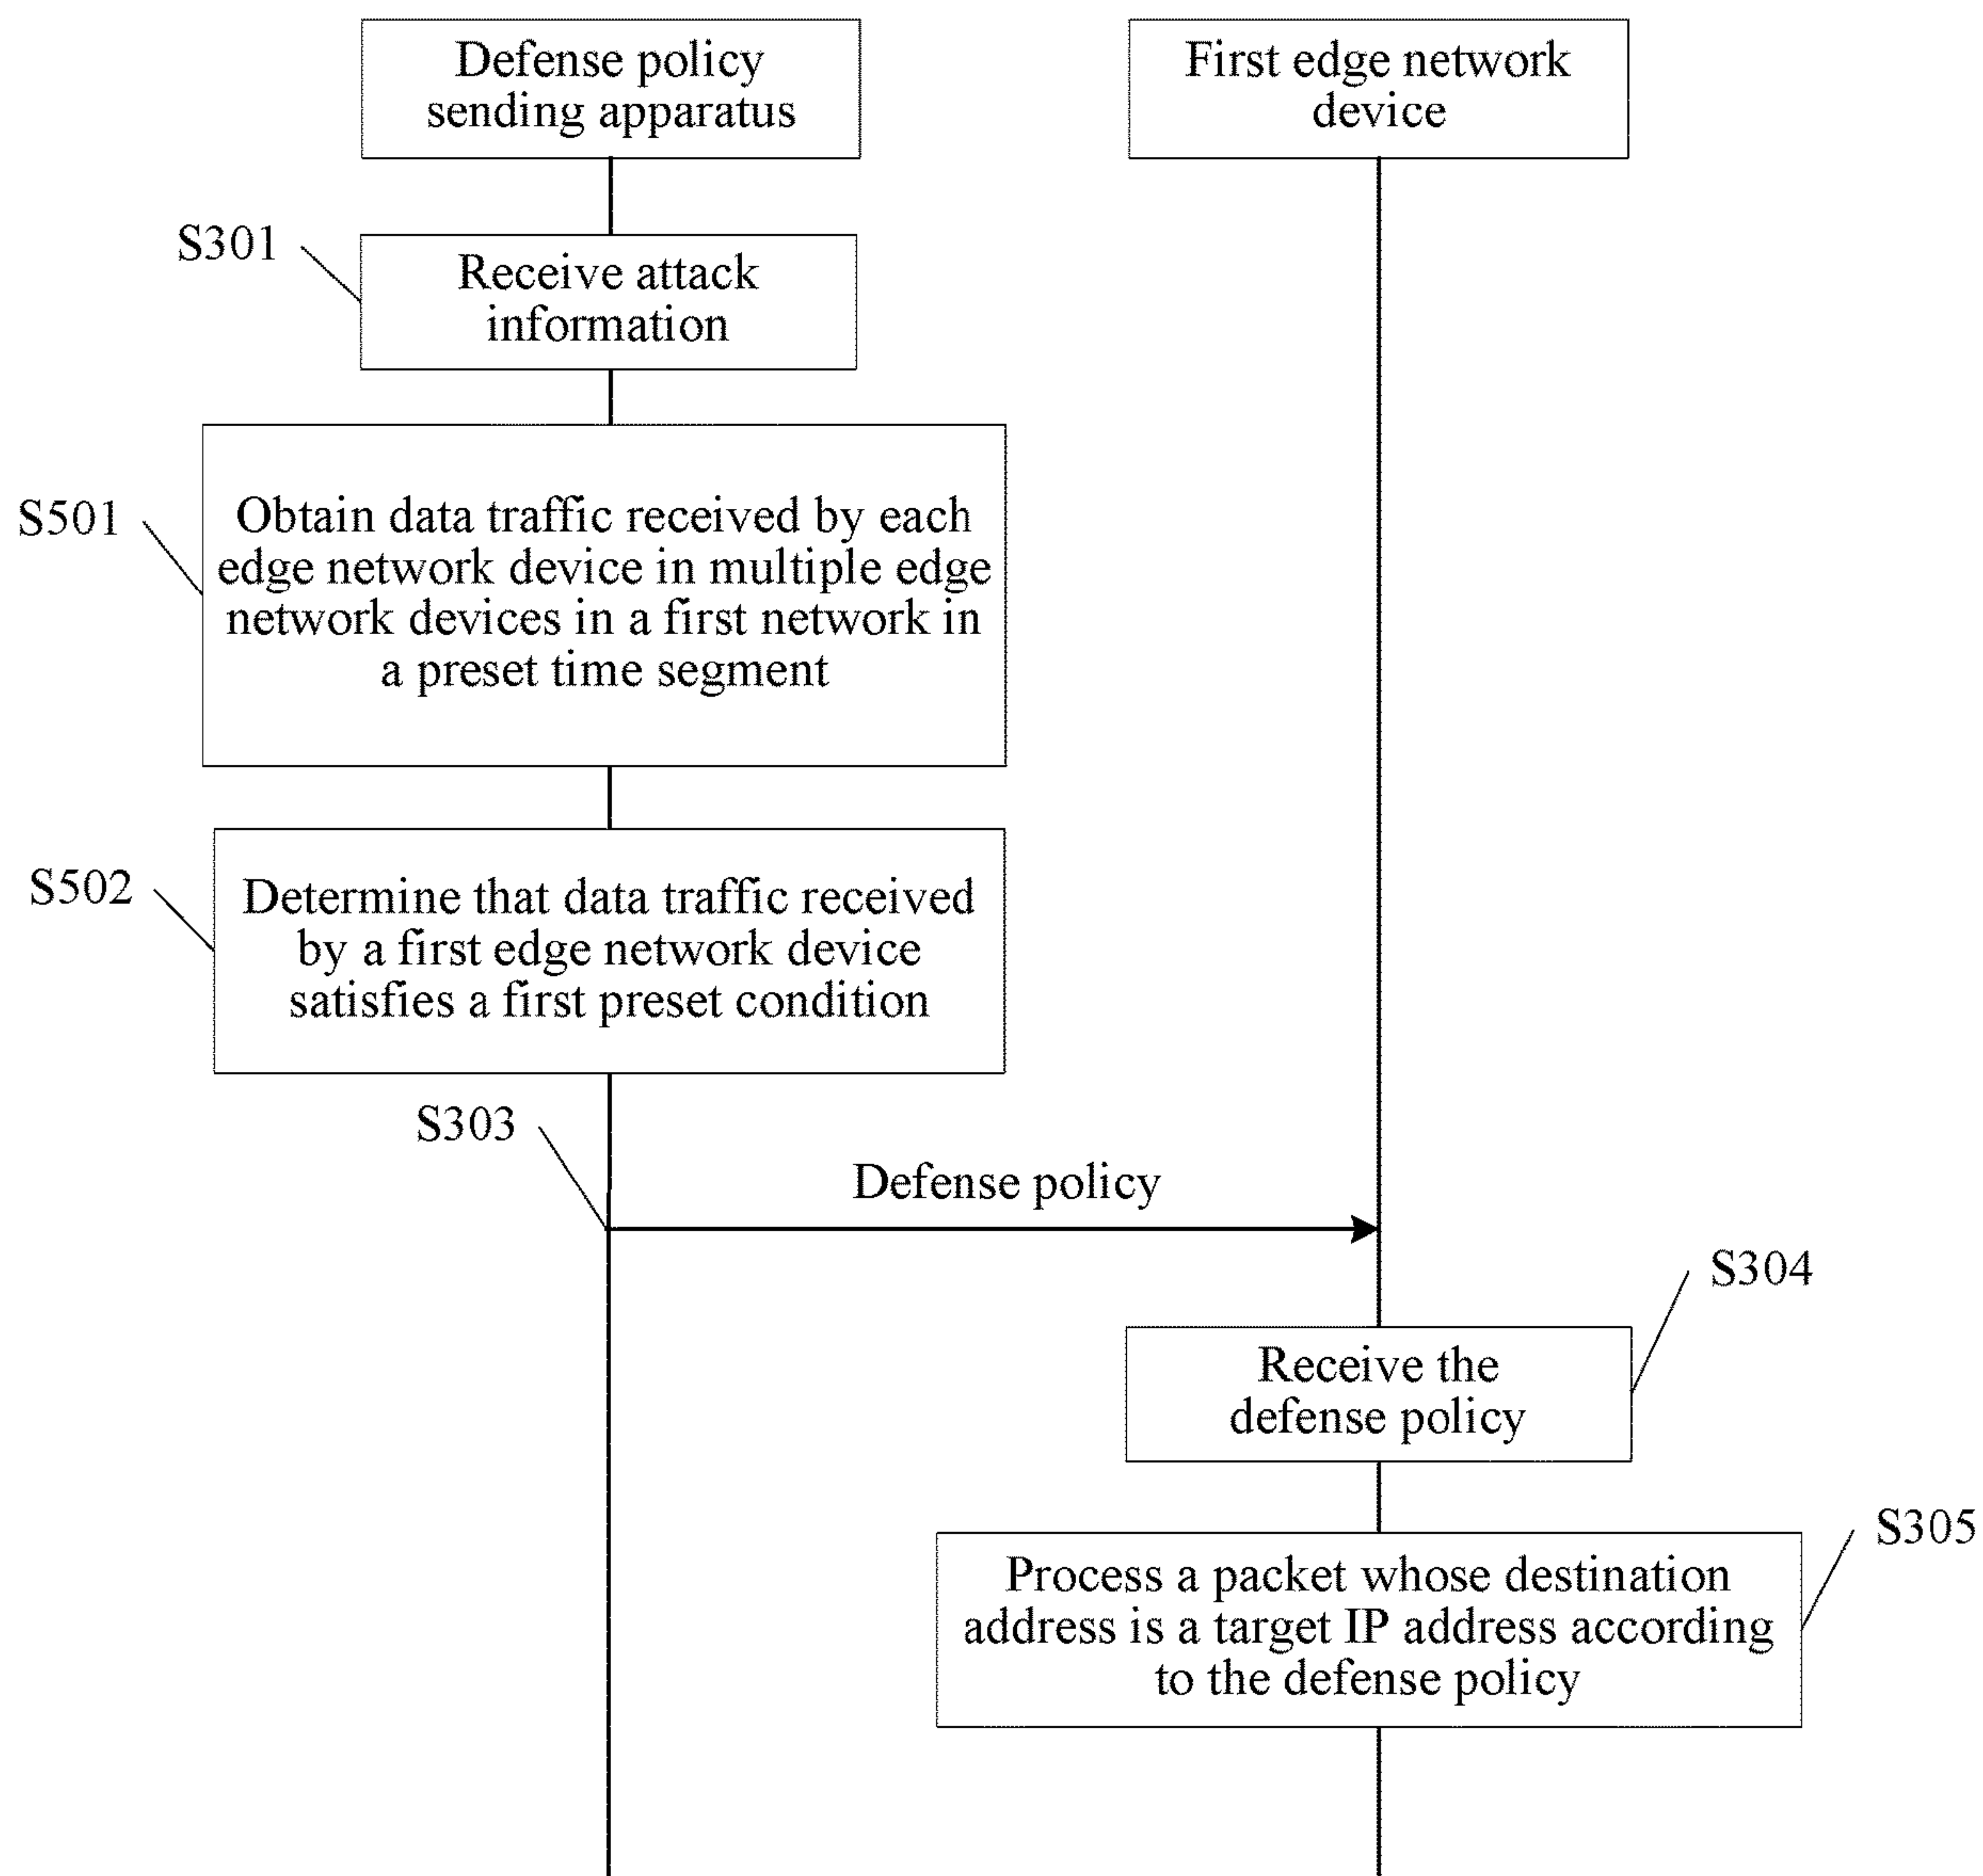 Defense policy
sending apparatus
First edge network
device
S301
Receive attack
information
S501
Obtain data traffic received by each
edge network device in multiple edge
network devices in a first network in
a preset time segment
S502
Determine that data traffic received
by a first edge network device
satisfies a first preset condition
S303
Defense policy
S304
Receive the
defense policy
S305
Process a packet whose destination
address is a target IP address according
to the defense policy